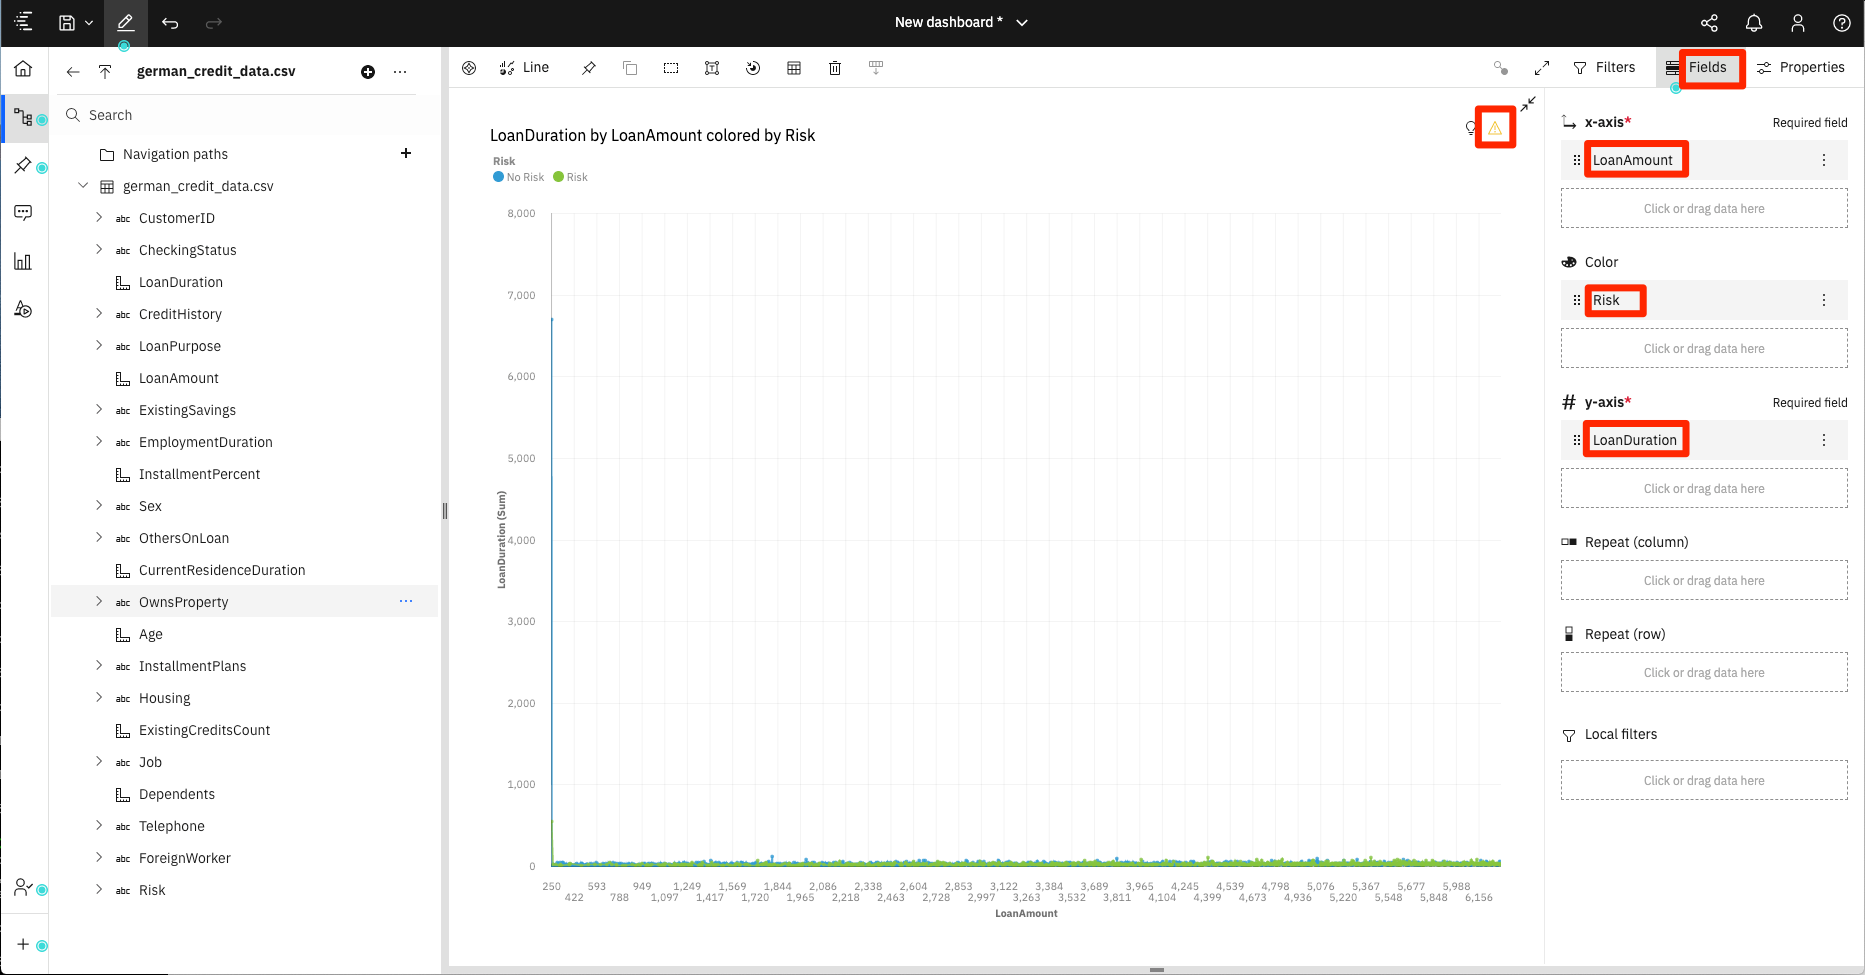 New dashboard *
german_credit_data.csv
Search
Navigation paths
german_credit_data.csv
abc CustomerID
abc CheckingStatus
LoanDuration
abc CreditHistory
abc LoanPurpose
LoanAmount
abc ExistingSavings
abc EmploymentDuration
InstallmentPercent
abc Sex
abc OthersOnLoan
CurrentResidenceDuration
abc OwnsProperty
Age
abc InstallmentPlans
abc Housing
ExistingCreditsCount
abc Job
Dependents
abc Telephone
abc ForeignWorker
abc Risk
Line
Filters
Fields
Properties
LoanDuration by LoanAmount colored by Risk
Risk
No Risk Risk
8,000
7,000
6,000
5,000
4,000
3,000
2,000
1,000
0
LoanDuration (Sum)
250 593 949 1,249 1,569 1,844 2,086 2,338 2,604 2,853 3,122 3,384 3,689 3,965 4,245 4,539 4,798 5,076 5,367 5,677 5,988
422 788 1,097 1,417 1,720 1,965 2,218 2,463 2,728 2,997 3,263 3,532 3,811 4,104 4,399 4,673 4,936 5,220 5,548 5,848 6,156
LoanAmount
x-axis* Required field
LoanAmount
Click or drag data here
Color
Risk
Click or drag data here
# y-axis* Required field
LoanDuration
Click or drag data here
Repeat (column)
Click or drag data here
Repeat (row)
Click or drag data here
Local filters
Click or drag data here